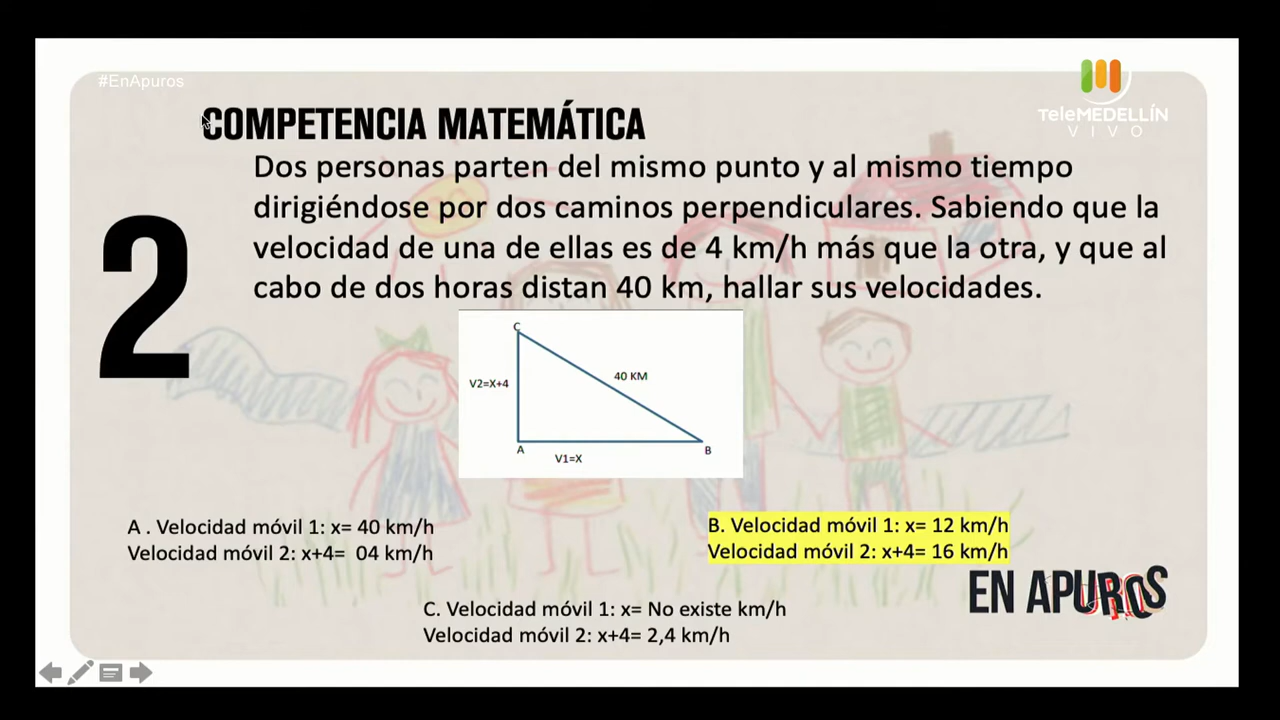 #EnApuros
TeleMEDELLÍN
VIVO
COMPETENCIA MATEMÁTICA
Dos personas parten del mismo punto y al mismo tiempo
dirigiéndose por dos caminos perpendiculares. Sabiendo que la
velocidad de una de ellas es de 4 km/h más que la otra, y que al
cabo de dos horas distan 40 km, hallar sus velocidades.
2
C
V2=X+4
40 KM
A
B
V1=X
A . Velocidad móvil 1: x= 40 km/h
Velocidad móvil 2: x+4=  04 km/h
B. Velocidad móvil 1: x= 12 km/h
Velocidad móvil 2: x+4= 16 km/h
C. Velocidad móvil 1: x= No existe km/h
Velocidad móvil 2: x+4= 2,4 km/h
EN APUROS